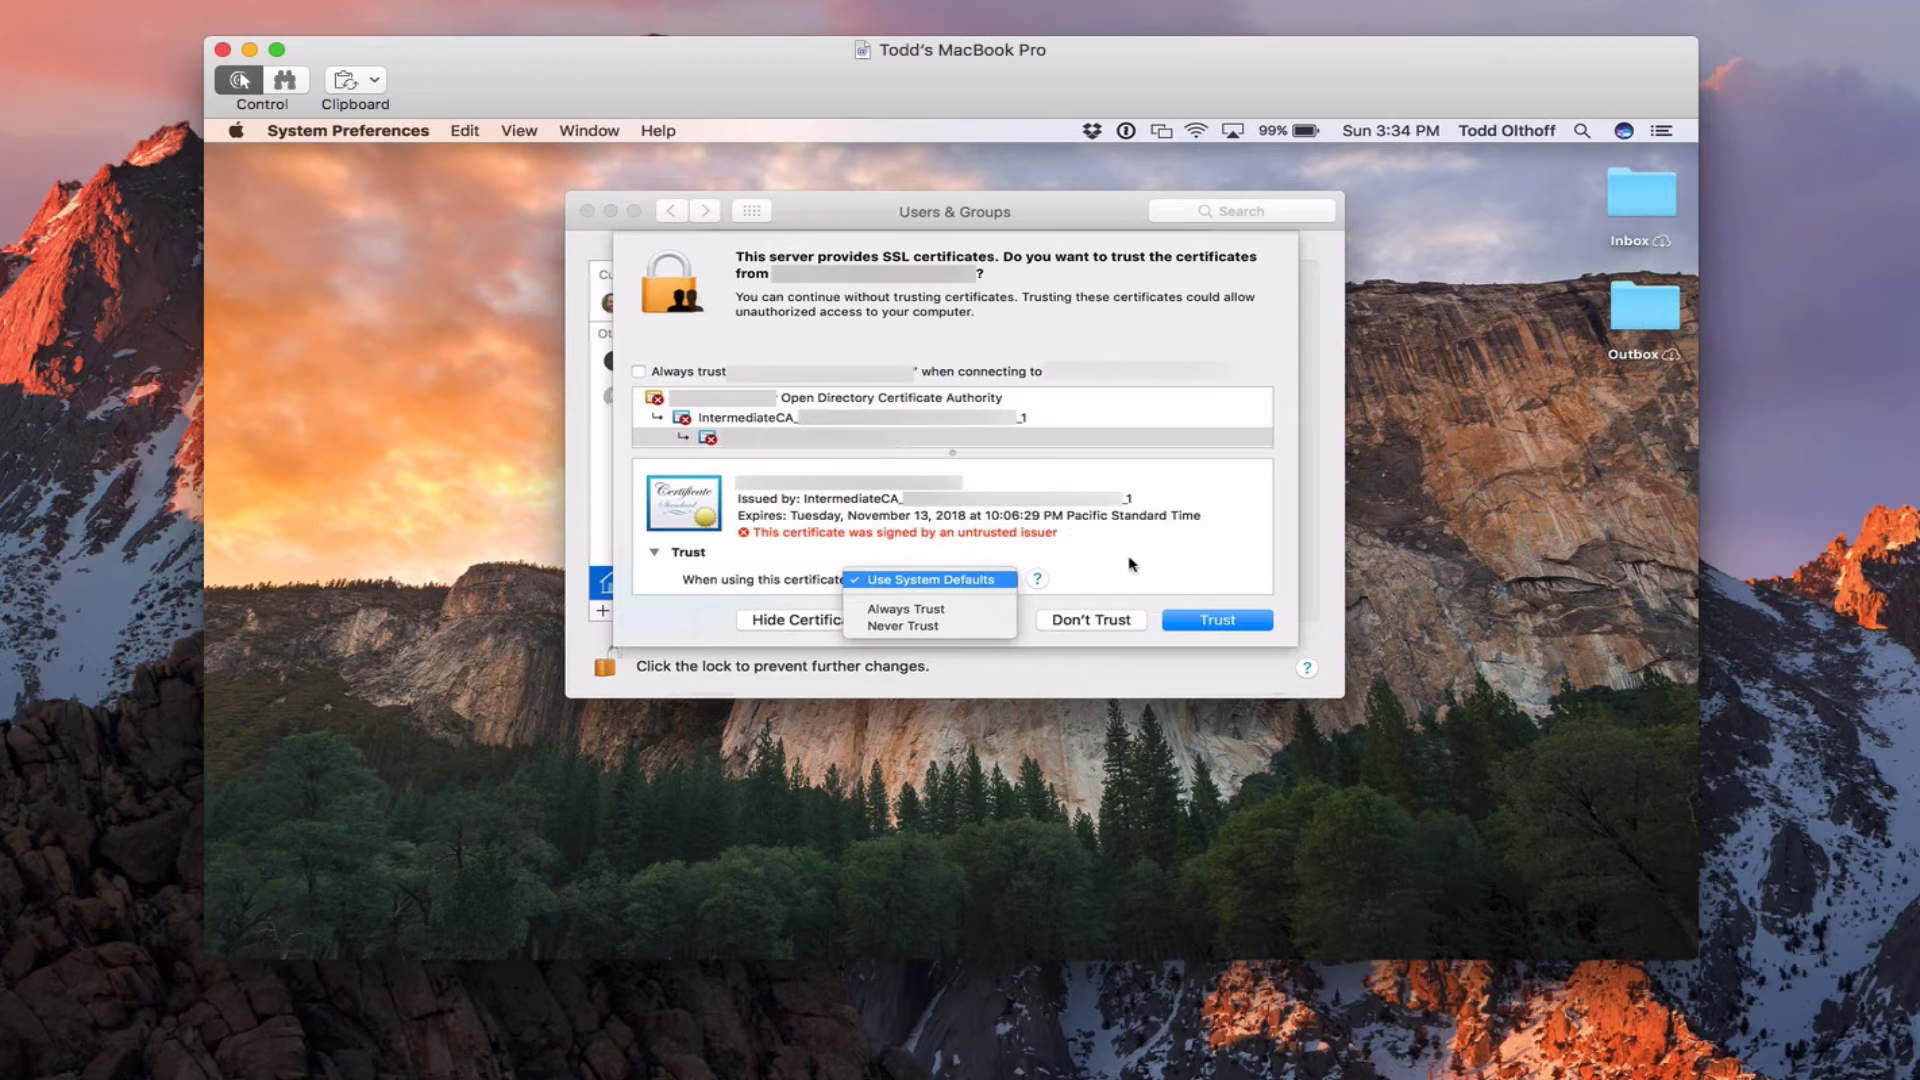 Todd's MacBook Pro
Control
Clipboard
System Preferences Edit View Window Help
99% Sun 3:34 PM Todd Olthoff
Inbox
Outbox
Users & Groups
Search
This server provides SSL certificates. Do you want to trust the certificates
from ?
You can continue without trusting certificates. Trusting these certificates could allow
unauthorized access to your computer.
Always trust " when connecting to
Open Directory Certificate Authority
IntermediateCA_ _1
Certificate
Standard
Issued by: IntermediateCA_ _1
Expires: Tuesday, November 13, 2018 at 10:06:29 PM Pacific Standard Time
This certificate was signed by an untrusted issuer
Trust
When using this certificate
Use System Defaults
?
Always Trust
Never Trust
Hide Certific
Don't Trust
Trust
Click the lock to prevent further changes.
?